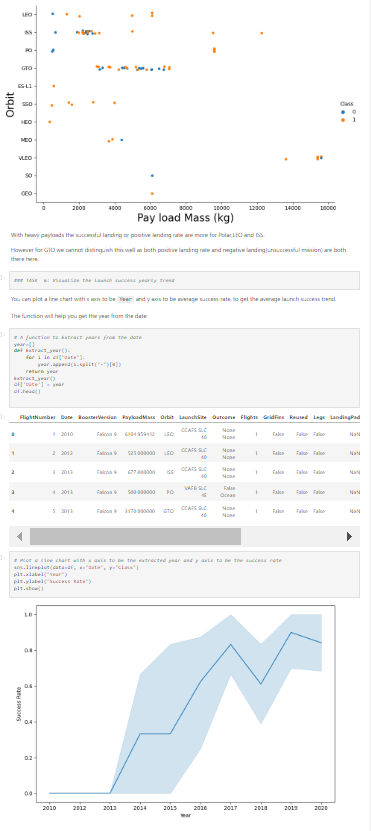 LEO
ISS
PO
GTO
ES-L1
SSO
HEO
MEO
VLEO
SO
GEO
Orbit
0 2000 4000 6000 8000 10000 12000 14000 16000
Pay load Mass (kg)
Class
0
1
With heavy payloads the successful landing or positive landing rate are more for Polar,LEO and ISS.
However for GTO we cannot distinguish this well as both positive landing rate and negative landing(unsuccessful mission) are both
there here.
### TASK 6: Visualize the launch success yearly trend
You can plot a line chart with x axis to be Year and y axis to be average success rate, to get the average launch success trend.
The function will help you get the year from the date:
# A function to Extract years from the date
year=[]
def Extract_year():
for i in df["Date"]:
year.append(i.split("-")[0])
return year
Extract_year()
df['Date'] = year
df.head()
FlightNumber Date BoosterVersion PayloadMass Orbit LaunchSite Outcome Flights GridFins Reused Legs LandingPad
0 1 2010 Falcon 9 6104.959412 LEO CCAFS SLC 40 None None 1 False False False NaN
1 2 2012 Falcon 9 525.000000 LEO CCAFS SLC 40 None None 1 False False False NaN
2 3 2013 Falcon 9 677.000000 ISS CCAFS SLC 40 None None 1 False False False NaN
3 4 2013 Falcon 9 500.000000 PO VAFB SLC 4E False Ocean 1 False False False NaN
4 5 2013 Falcon 9 3170.000000 GTO CCAFS SLC 40 None None 1 False False False NaN
# Plot a line chart with x axis to be the extracted year and y axis to be the success rate
sns.lineplot(data=df, x="Date", y="Class")
plt.xlabel("Year")
plt.ylabel("Success Rate")
plt.show()
1.0
0.8
0.6
0.4
0.2
0.0
Success Rate
2010 2012 2013 2014 2015 2016 2017 2018 2019 2020
Year